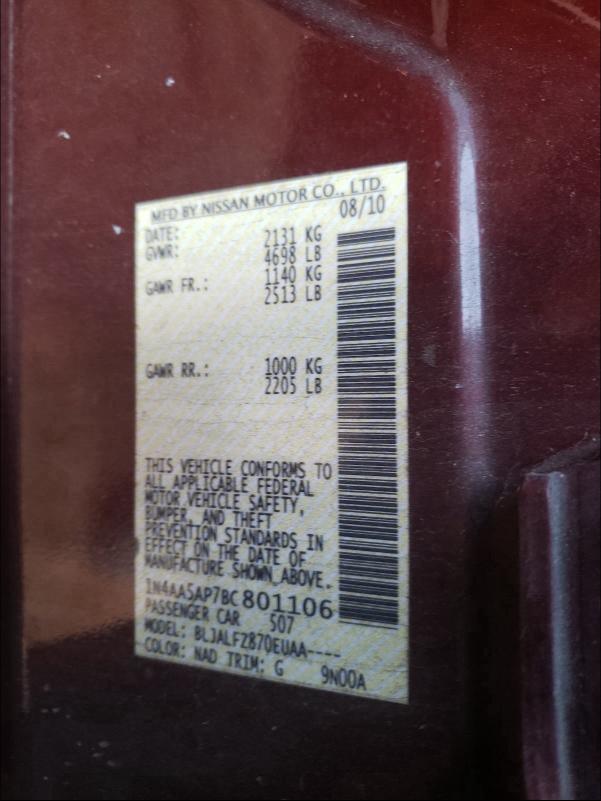 MFD BY NISSAN MOTOR CO., LTD.
DATE: 08/10
GVWR: 2131 KG
4698 LB
GAWR FR.: 1140 KG
2513 LB
GAWR RR.: 1000 KG
2205 LB
THIS VEHICLE CONFORMS TO
ALL APPLICABLE FEDERAL
MOTOR VEHICLE SAFETY,
BUMPER, AND THEFT
PREVENTION STANDARDS IN
EFFECT ON THE DATE OF
MANUFACTURE SHOWN ABOVE.
1N4AA5AP7BC801106
PASSENGER CAR 507
MODEL: BLJALF2870EUAA----
COLOR: NAD TRIM: G 9N00A